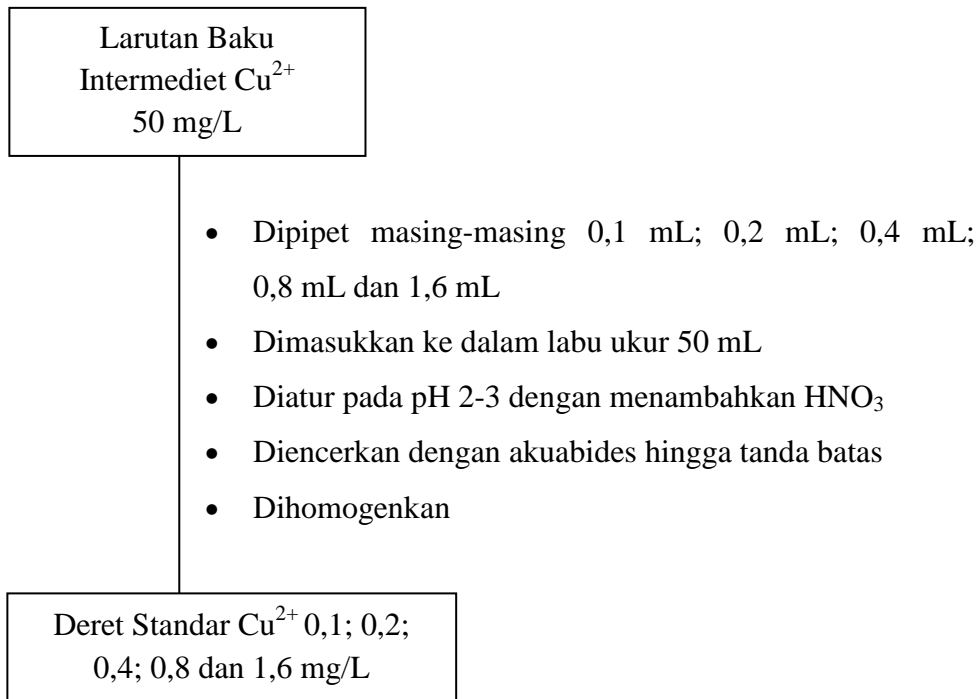 Larutan Baku
Intermediet Cu²⁺
50 mg/L
• Dipipet masing-masing 0,1 mL; 0,2 mL; 0,4 mL;
0,8 mL dan 1,6 mL
• Dimasukkan ke dalam labu ukur 50 mL
• Diatur pada pH 2-3 dengan menambahkan HNO₃
• Diencerkan dengan akuabides hingga tanda batas
• Dihomogenkan
Deret Standar Cu²⁺ 0,1; 0,2;
0,4; 0,8 dan 1,6 mg/L